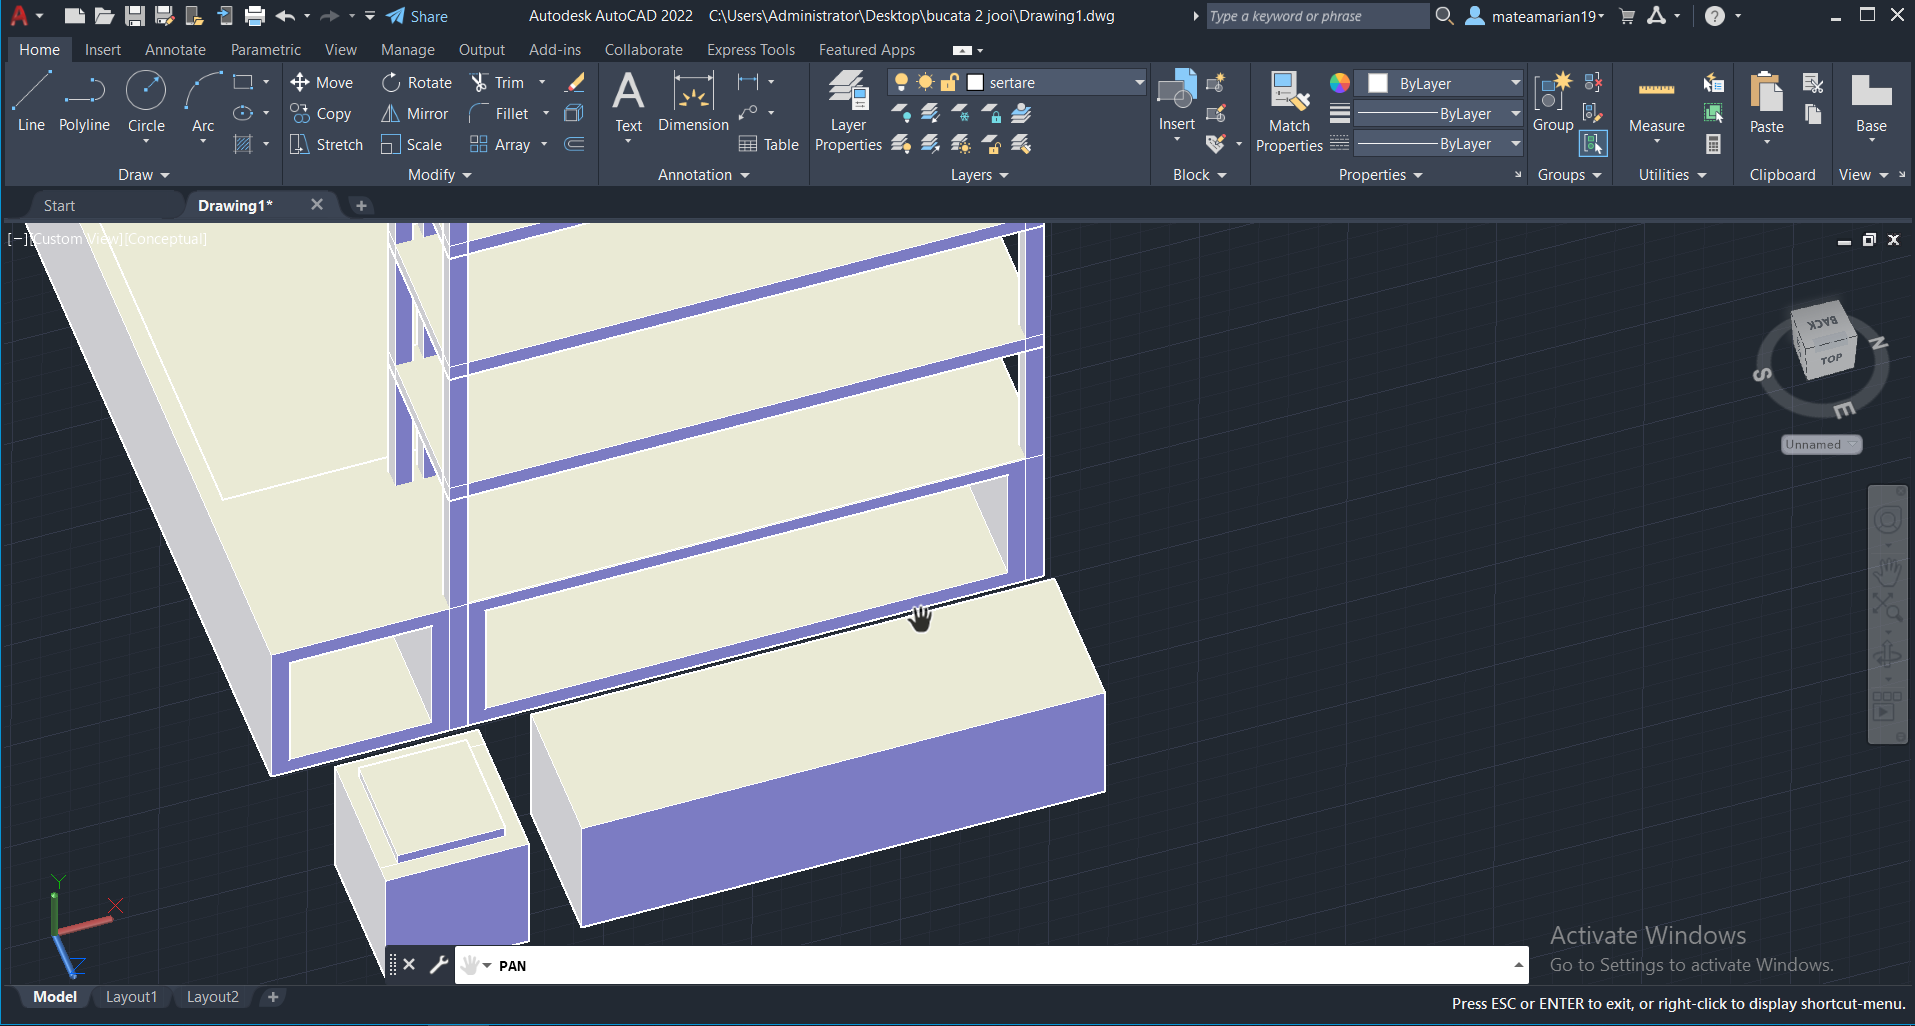 Share
Autodesk AutoCAD 2022 C:\Users\Administrator\Desktop\bucata 2 jooi\Drawing1.dwg
Type a keyword or phrase
mateamarian19
Home Insert Annotate Parametric View Manage Output Add-ins Collaborate Express Tools Featured Apps
Line Polyline Circle Arc
Move Rotate Trim
Copy Mirror Fillet
Stretch Scale Array
Text Dimension
Table
Layer
Properties
sertare
Insert
Match
Properties
ByLayer
ByLayer
ByLayer
Group
Measure
Paste
Base
Draw Modify Annotation Layers Block Properties Groups Utilities Clipboard View
Start Drawing1*
[−][Custom View][Conceptual]
BACK
TOP
N
S
E
Unnamed
Y
X
Z
PAN
Activate Windows
Go to Settings to activate Windows.
Model Layout1 Layout2
Press ESC or ENTER to exit, or right-click to display shortcut-menu.